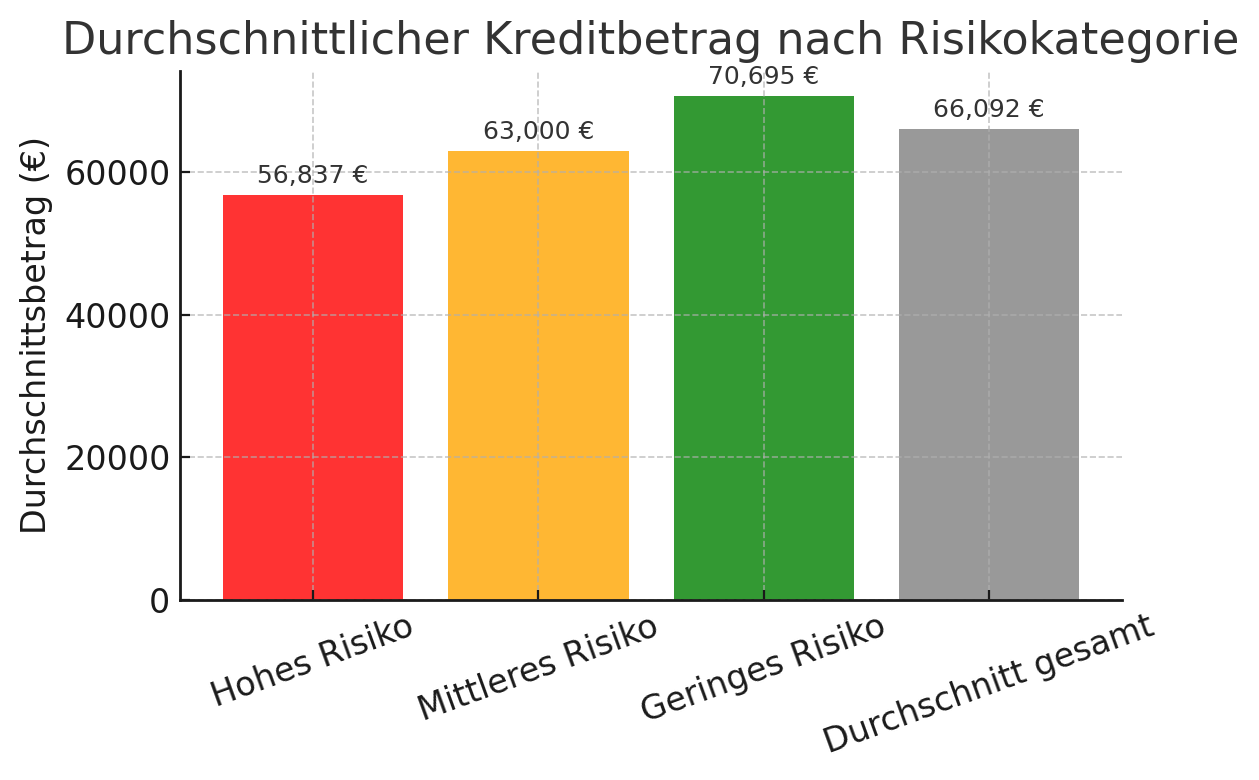 Durchschnittlicher Kreditbetrag nach Risikokategorie
70,695 €
66,092 €
63,000 €
56,837 €
Durchschnittsbetrag (€)
60000
40000
20000
0
Hohes Risiko
Mittleres Risiko
Geringes Risiko
Durchschnitt gesamt